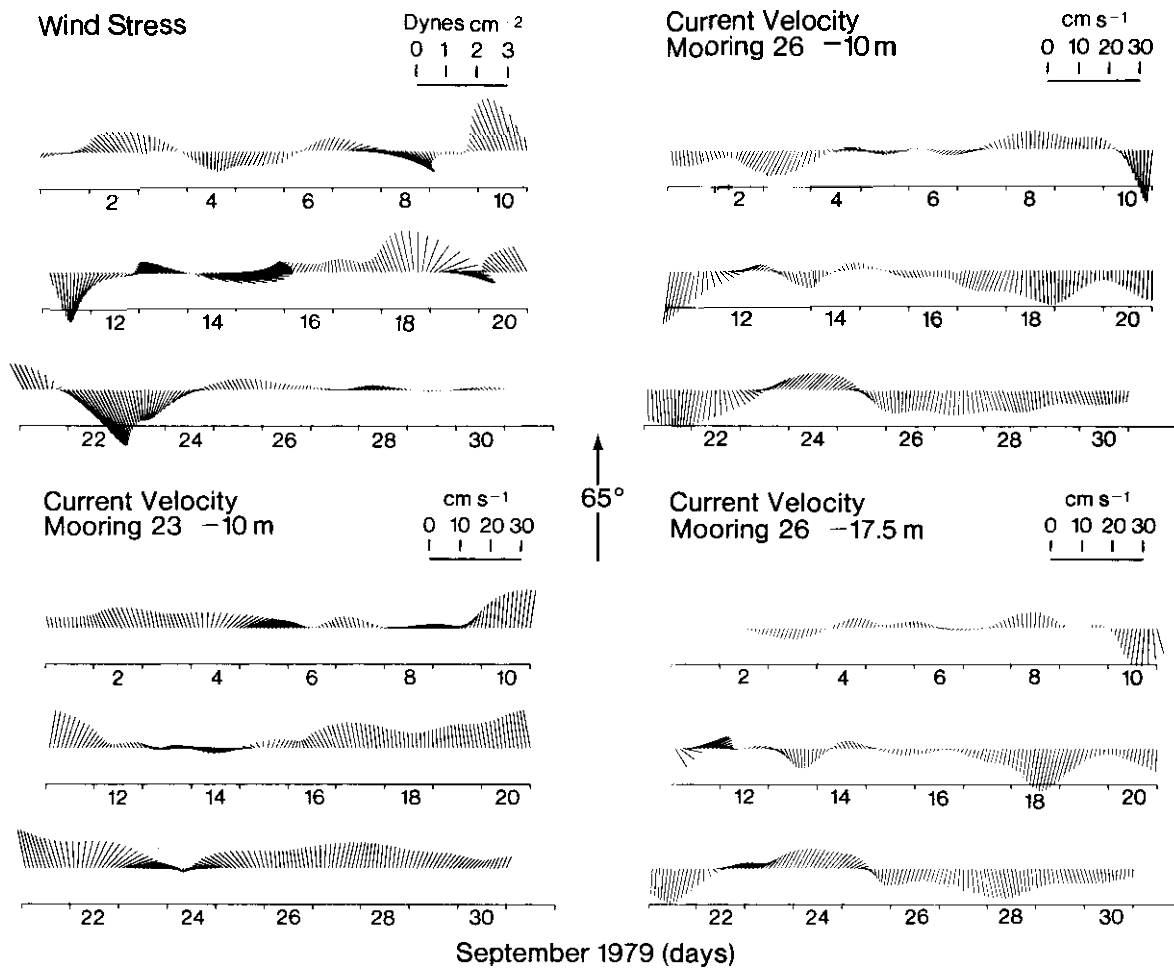 Wind Stress
Dynes cm⁻²
0 1 2 3
2 4 6 8 10
12 14 16 18 20
22 24 26 28 30
Current Velocity
Mooring 26 −10 m
cm s⁻¹
0 10 20 30
2 4 6 8 10
12 14 16 18 20
22 24 26 28 30
65°
Current Velocity
Mooring 23 −10 m
cm s⁻¹
0 10 20 30
2 4 6 8 10
12 14 16 18 20
22 24 26 28 30
Current Velocity
Mooring 26 −17.5 m
cm s⁻¹
0 10 20 30
2 4 6 8 10
12 14 16 18 20
22 24 26 28 30
September 1979 (days)